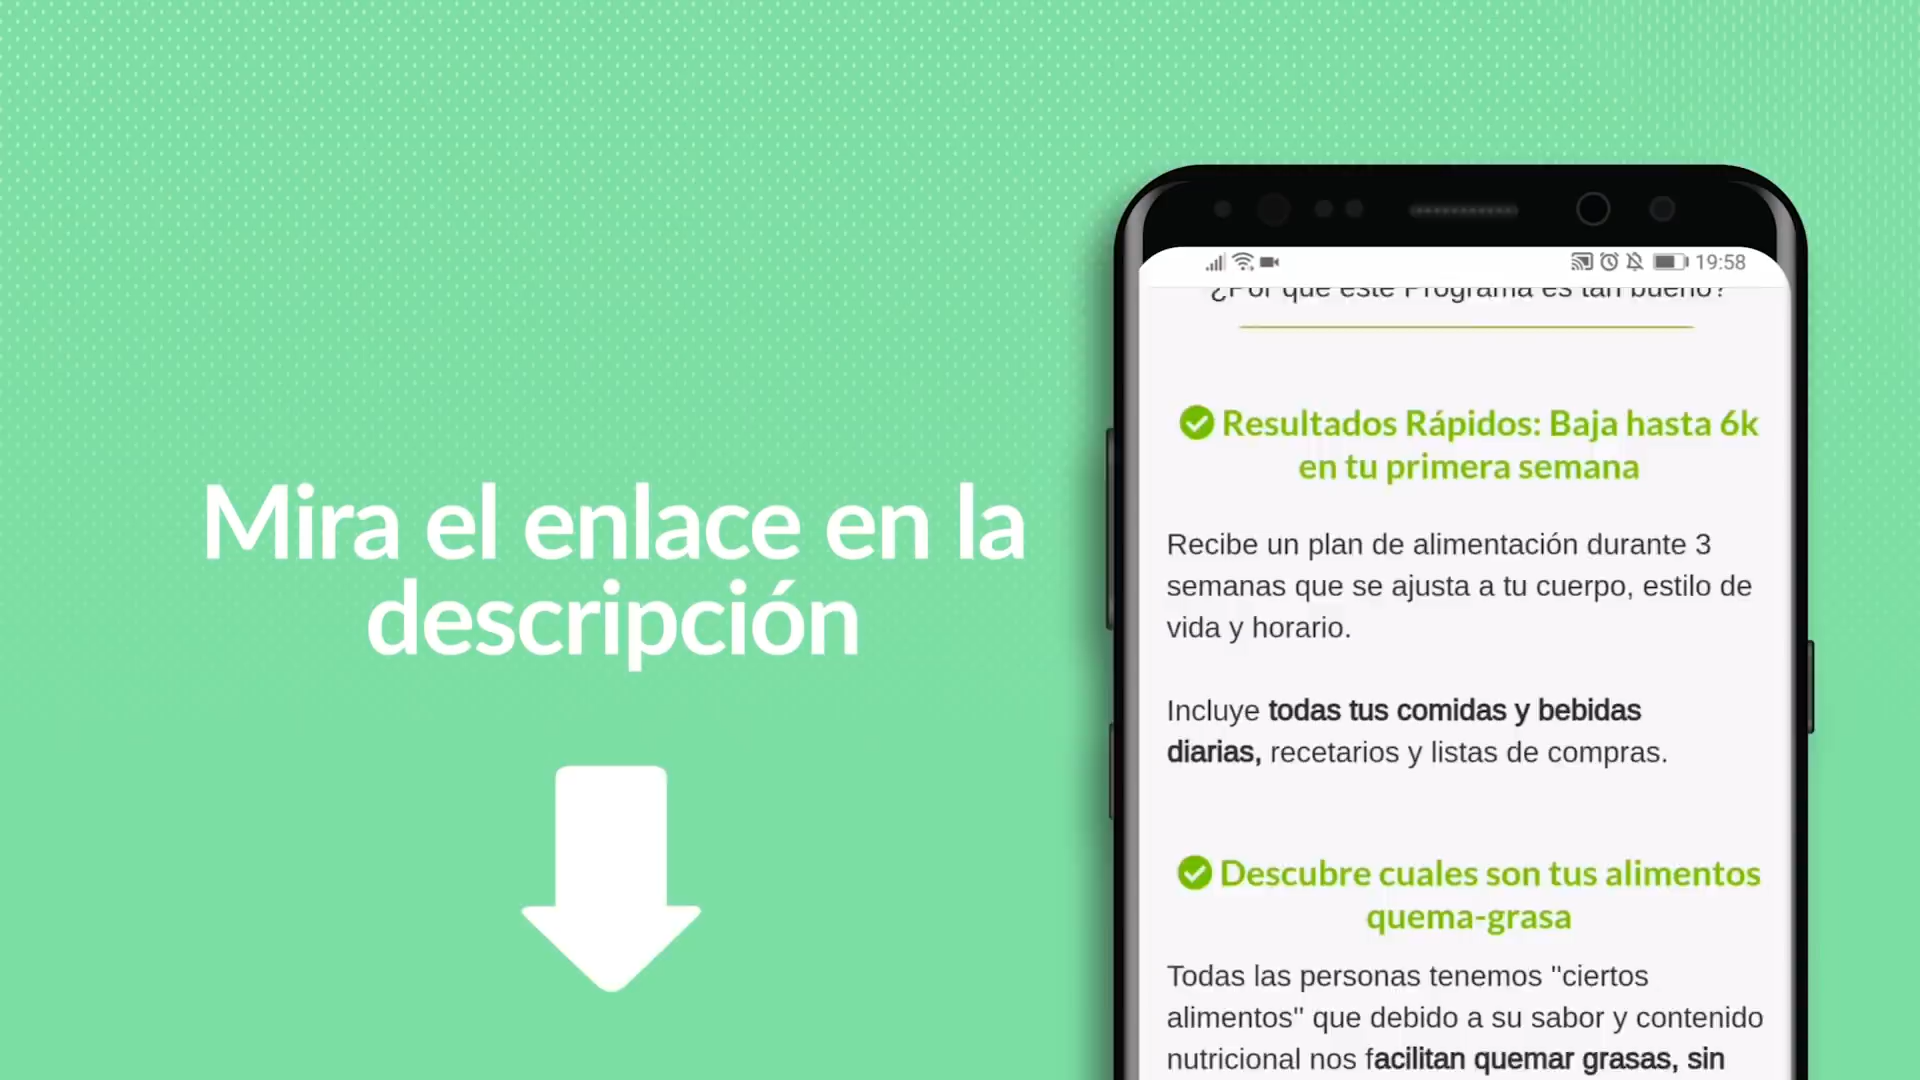 Mira el enlace en la
descripción
19:58
¿Por que este Programa es tan bueno?
Resultados Rápidos: Baja hasta 6k
en tu primera semana
Recibe un plan de alimentación durante 3
semanas que se ajusta a tu cuerpo, estilo de
vida y horario.
Incluye todas tus comidas y bebidas
diarias, recetarios y listas de compras.
Descubre cuales son tus alimentos
quema-grasa
Todas las personas tenemos "ciertos
alimentos" que debido a su sabor y contenido
nutricional nos facilitan quemar grasas, sin